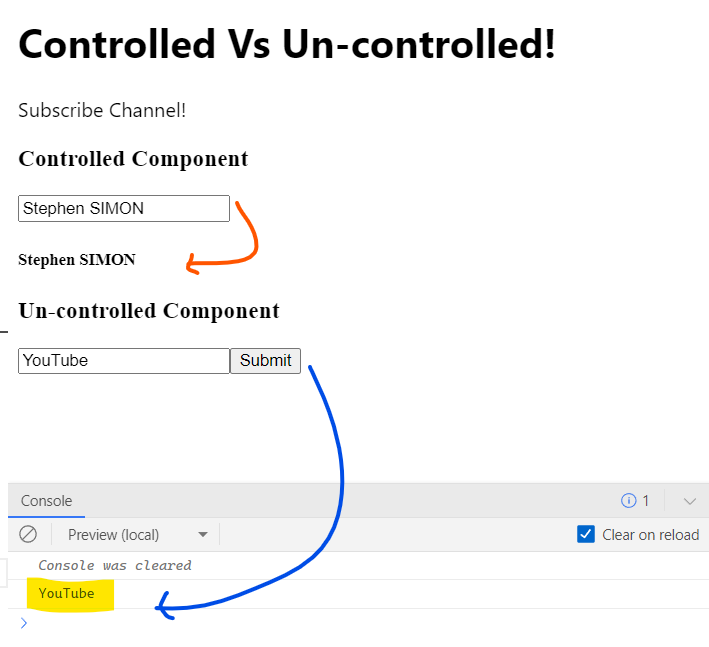 Controlled Vs Un-controlled!
Subscribe Channel!
Controlled Component
Stephen SIMON
Stephen SIMON
Un-controlled Component
YouTube Submit
Console 1
Preview (local) Clear on reload
Console was cleared
YouTube